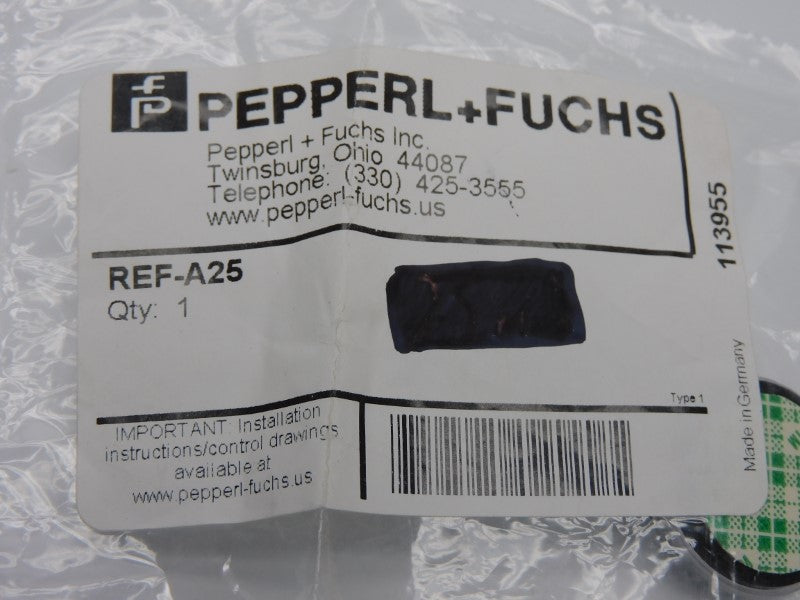 PEPPERL+FUCHS
Pepperl + Fuchs Inc.
Twinsburg, Ohio 44087
Telephone: (330) 425-3555
www.pepperl-fuchs.us
113955
REF-A25
Qty: 1
Type 1
Made in Germany
IMPORTANT: Installation
instructions/control drawings
available at
www.pepperl-fuchs.us